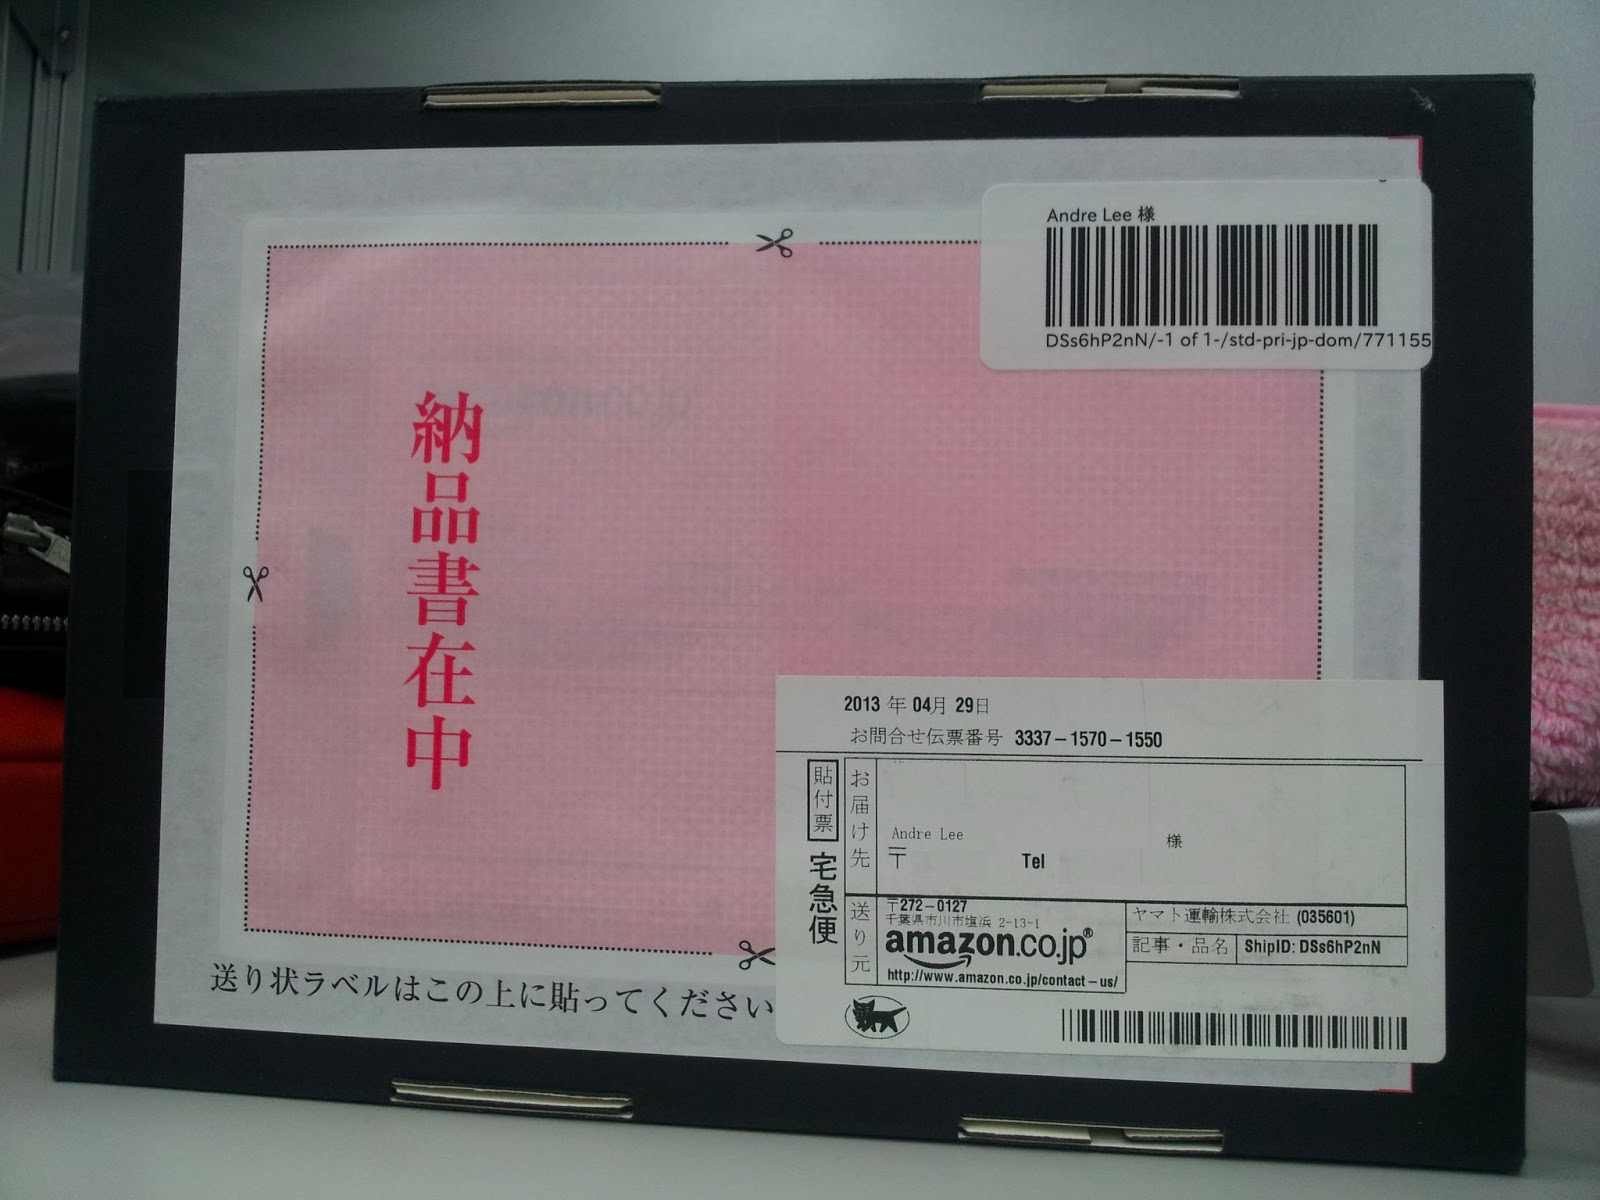 Andre Lee 様
DSs6hP2nN/-1 of 1-/std-pri-jp-dom/771155
納品書在中
送り状ラベルはこの上に貼ってください
2013 年 04月 29日
お問合せ伝票番号 3337-1570-1550
貼付票
宅急便
お届け先
Andre Lee 様
〒 Tel
送り元
〒272-0127
千葉県市川市塩浜 2-13-1
amazon.co.jp®
http://www.amazon.co.jp/contact-us/
ヤマト運輸株式会社 (035601)
記事・品名 ShipID: DSs6hP2nN